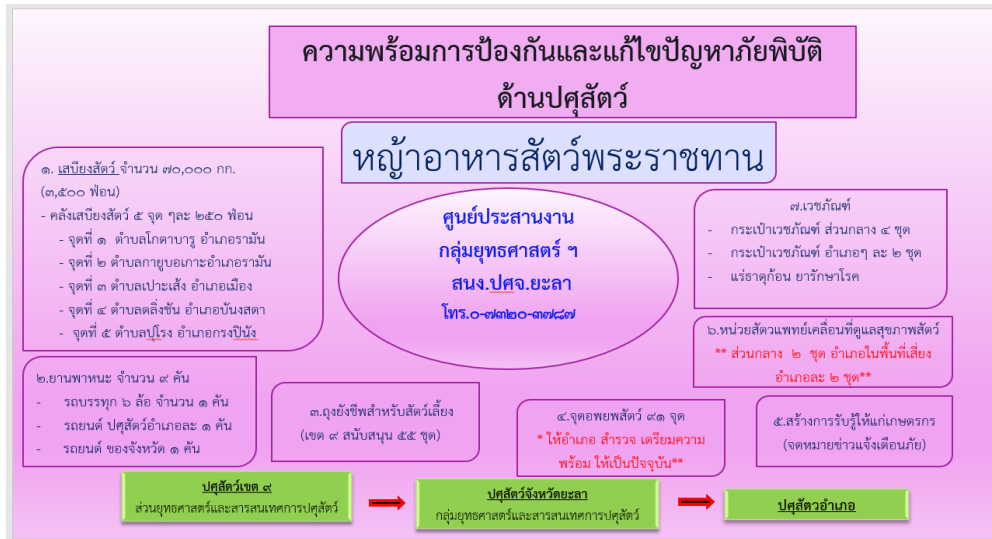 ความพร้อมการป้องกันและแก้ไขปัญหาภัยพิบัติ
ด้านปศุสัตว์
หญ้าอาหารสัตว์พระราชทาน
๑. เสบียงสัตว์ จำนวน ๗๐,๐๐๐ กก.
(๓,๕๐๐ ฟ่อน)
- คลังเสบียงสัตว์ ๕ จุด ๆละ ๒๕๐ ฟ่อน
- จุดที่ ๑ ตำบลโกตาบารู อำเภอรามัน
- จุดที่ ๒ ตำบลกายูบอเกาะอำเภอรามัน
- จุดที่ ๓ ตำบลเปาะเส้ง อำเภอเมือง
- จุดที่ ๔ ตำบลตลิ่งชัน อำเภอบันังสตา
- จุดที่ ๕ ตำบลปุโรง อำเภอกรงปินัง
ศูนย์ประสานงาน
กลุ่มยุทธศาสตร์ ฯ
สนง.ปศจ.ยะลา
โทร.๐-๗๓๒๐-๓๗๘๗
๗.เวชภัณฑ์
- กระเป๋าเวชภัณฑ์ ส่วนกลาง ๔ ชุด
- กระเป๋าเวชภัณฑ์ อำเภอๆ ละ ๒ ชุด
- แร่ธาตุก้อน ยารักษาโรค
๖.หน่วยสัตวแพทย์เคลื่อนที่ดูแลสุขภาพสัตว์
** ส่วนกลาง ๒ ชุด อำเภอในพื้นที่เสี่ยง
อำเภอละ ๒ ชุด**
๒.ยานพาหนะ จำนวน ๙ คัน
- รถบรรทุก ๖ ล้อ จำนวน ๑ คัน
- รถยนต์ ปศุสัตว์อำเภอละ ๑ คัน
- รถยนต์ ของจังหวัด ๑ คัน
๓.ถุงยังชีพสำหรับสัตว์เลี้ยง
(เขต ๙ สนับสนุน ๕๕ ชุด)
๔.จุดอพยพสัตว์ ๙๑ จุด
* ให้อำเภอ สำรวจ เตรียมความ
พร้อม ให้เป็นปัจจุบัน**
๕.สร้างการรับรู้ให้แก่เกษตรกร
(จดหมายข่าวแจ้งเตือนภัย)
ปศุสัตว์เขต ๙
ส่วนยุทธศาสตร์และสารสนเทศการปศุสัตว์
ปศุสัตว์จังหวัดยะลา
กลุ่มยุทธศาสตร์และสารสนเทศการปศุสัตว์
ปศุสัตวอำเภอ